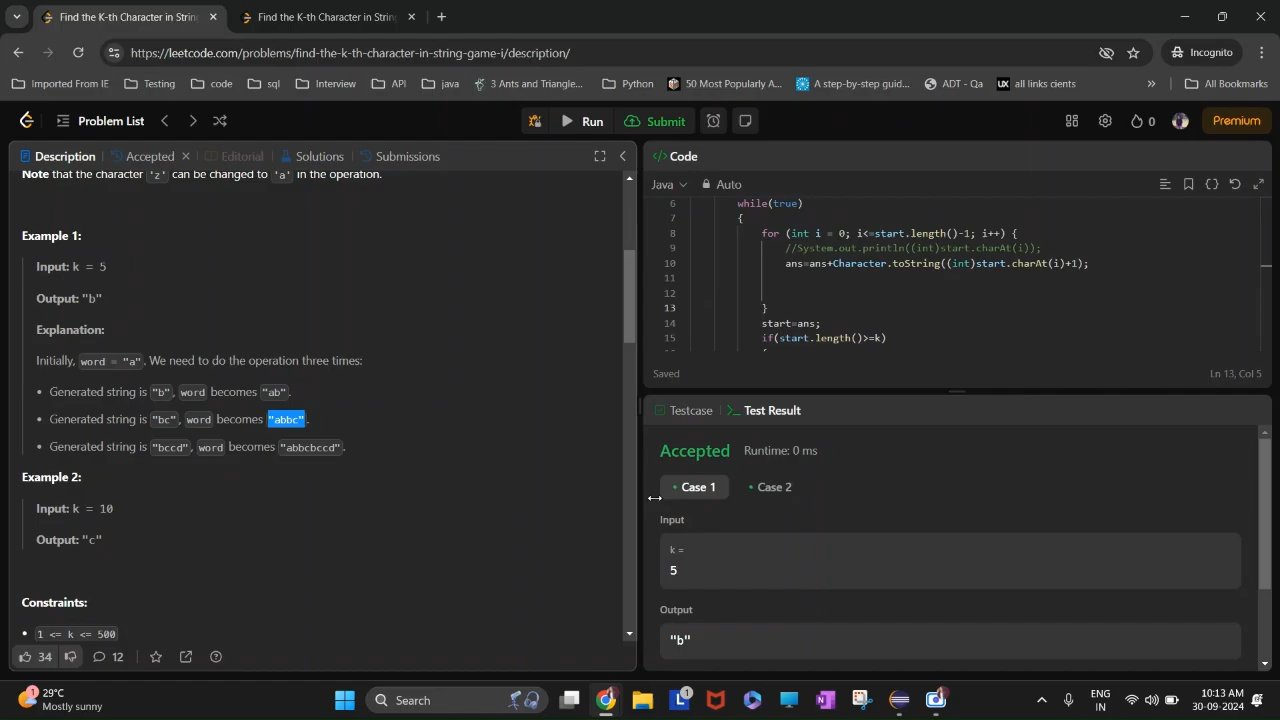 Find the K-th Character in String
Find the K-th Character in String
https://leetcode.com/problems/find-the-k-th-character-in-string-game-i/description/
Incognito
Imported From IE
Testing
code
sql
Interview
API
java
3 Ants and Triangle...
Python
50 Most Popularly A...
A step-by-step guid...
ADT - Qa
UX
all links cients
All Bookmarks
Problem List
Run
Submit
0
Premium
Description
Accepted
Editorial
Solutions
Submissions
Note that the character 'z' can be changed to 'a' in the operation.
Example 1:
Input: k = 5
Output: "b"
Explanation:
Initially, word = "a". We need to do the operation three times:
• Generated string is "b", word becomes "ab".
• Generated string is "bc", word becomes "abbc".
• Generated string is "bccd", word becomes "abbcbccd".
Example 2:
Input: k = 10
Output: "c"
Constraints:
• 1 <= k <= 500
34
12
</> Code
Java
Auto
6 while(true)
7 {
8 for (int i = 0; i<=start.length()-1; i++) {
9 //System.out.println((int)start.charAt(i));
10 ans=ans+Character.toString((int)start.charAt(i)+1);
11
12
13 }
14 start=ans;
15 if(start.length()>=k)
Saved
Ln 13, Col 5
Testcase
Test Result
Accepted Runtime: 0 ms
• Case 1
• Case 2
Input
k =
5
Output
"b"
1
29°C
Mostly sunny
Search
1
ENG
IN
10:13 AM
30-09-2024